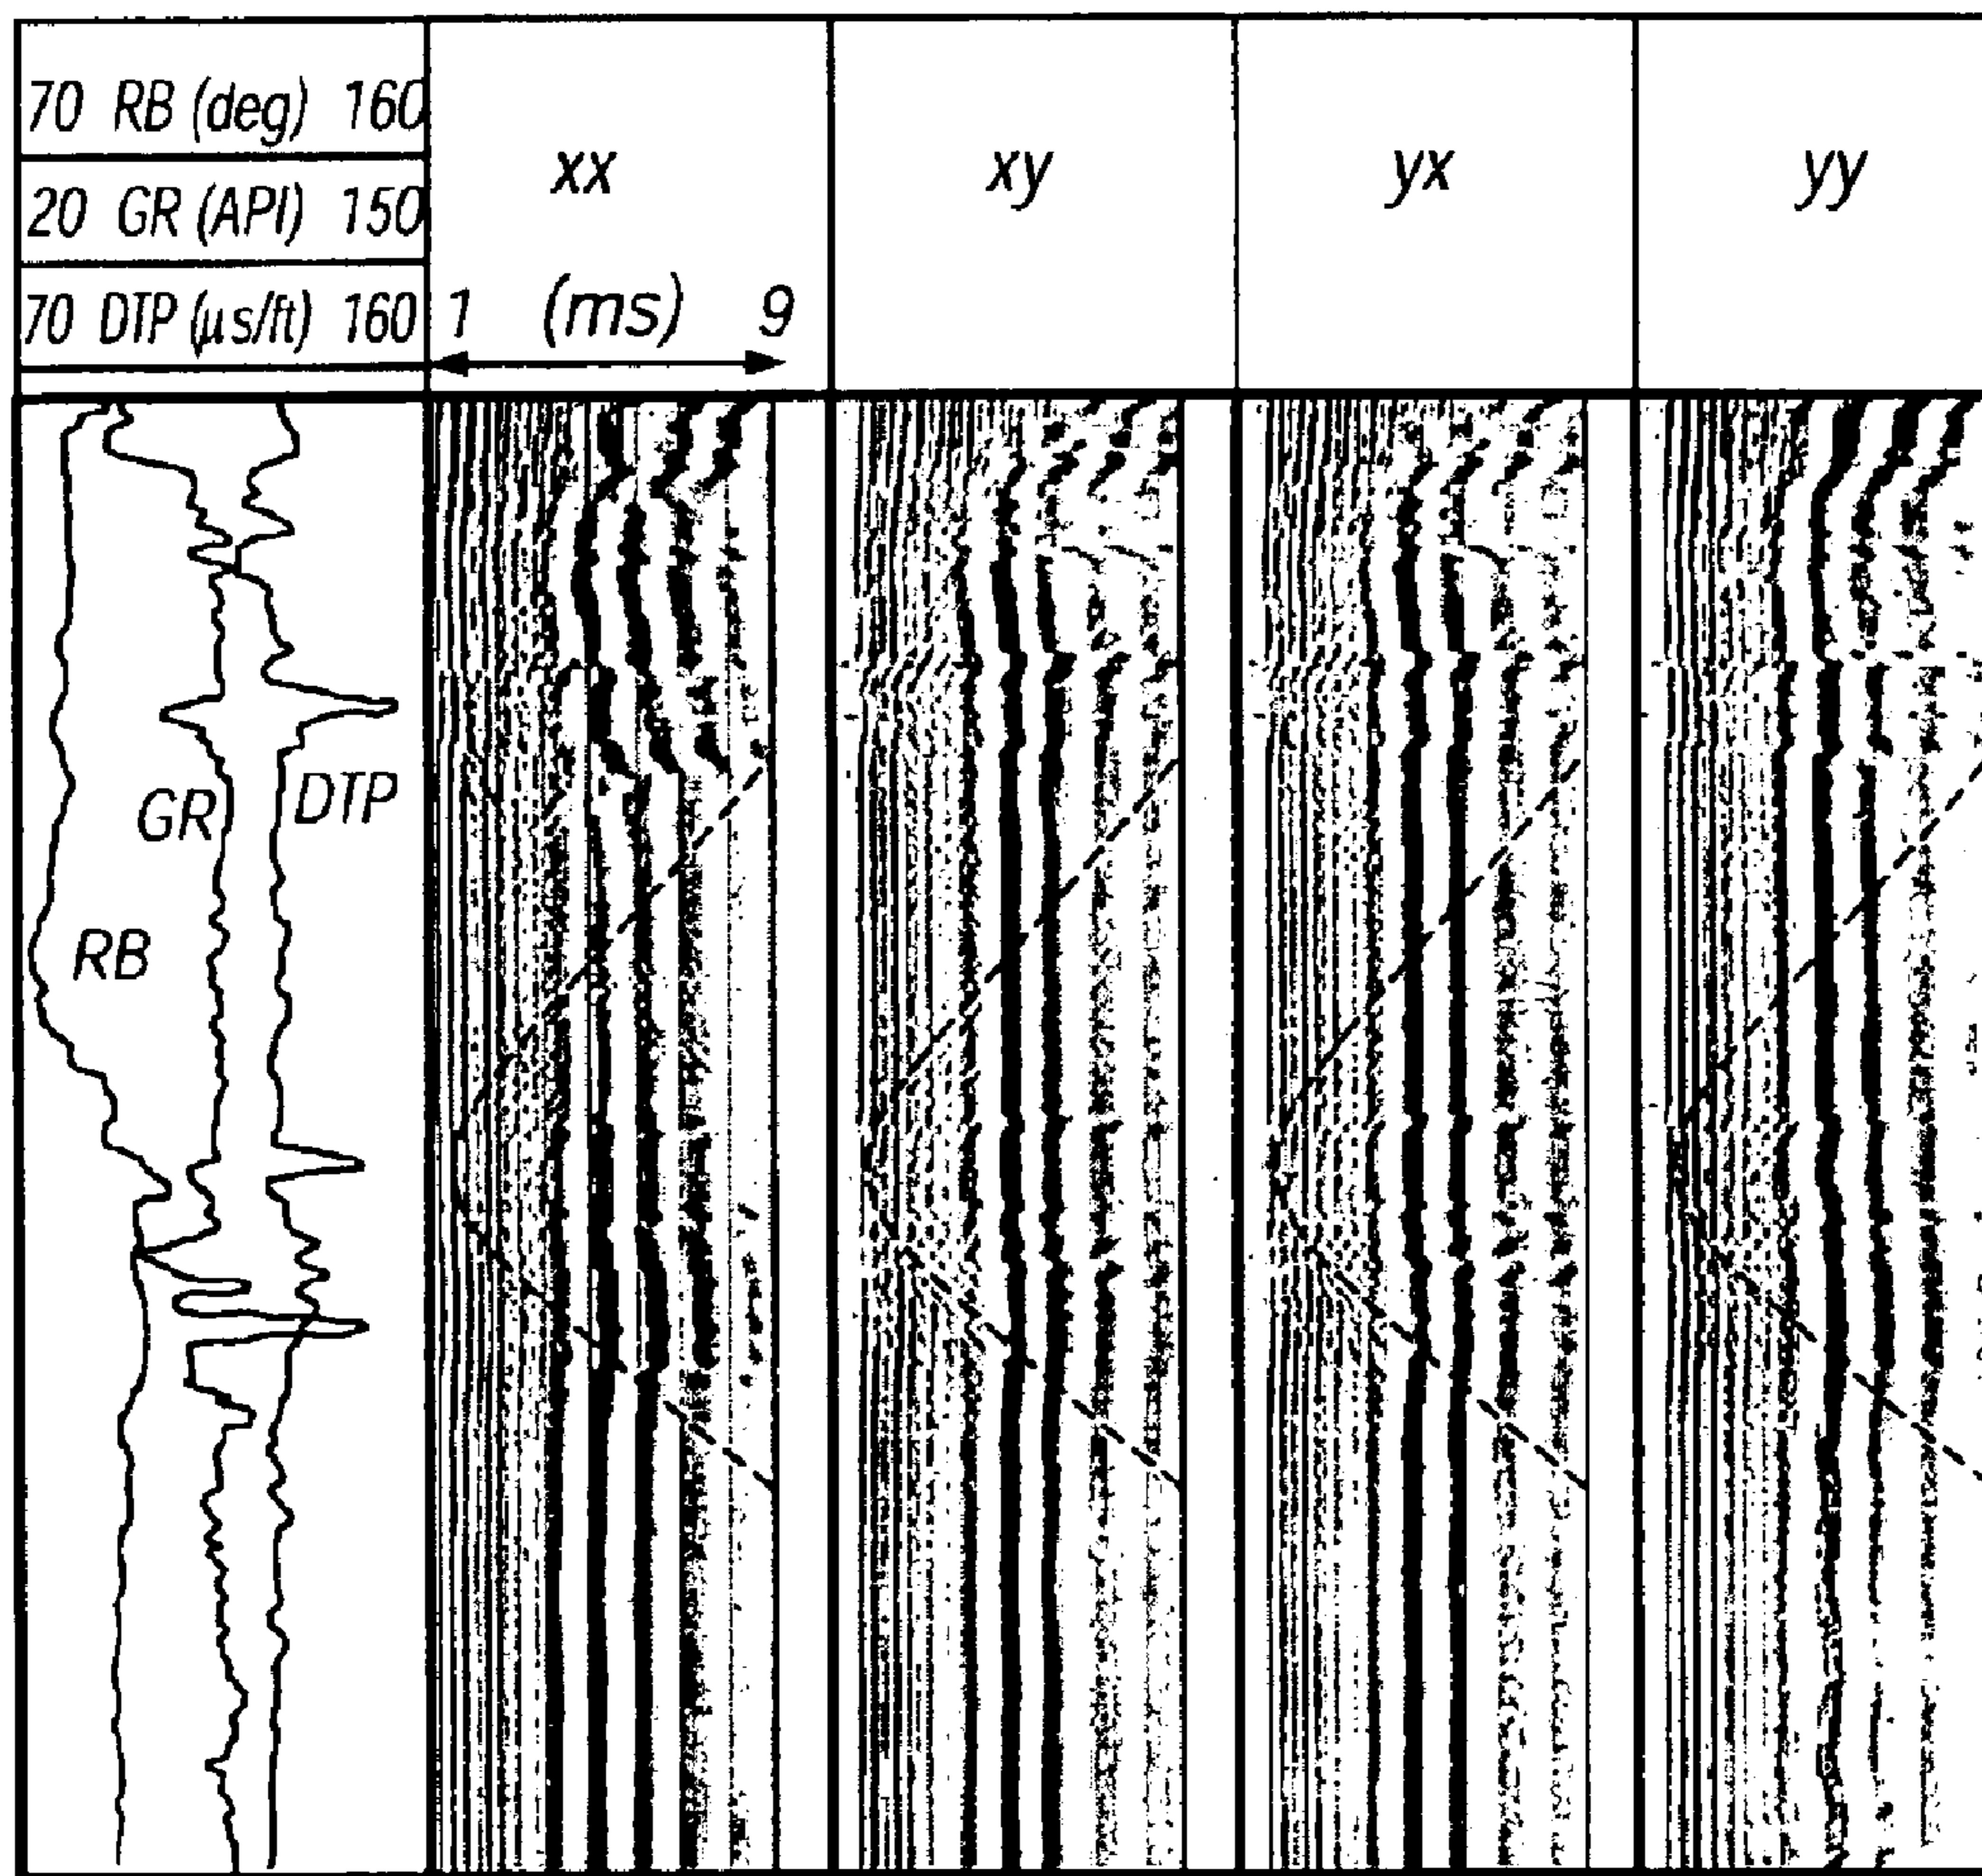 70 RB (deg) 160
20 GR (API) 150
70 DTP (μs/ft) 160
xx
1 (ms) 9
xy
yx
yy
GR
DTP
RB